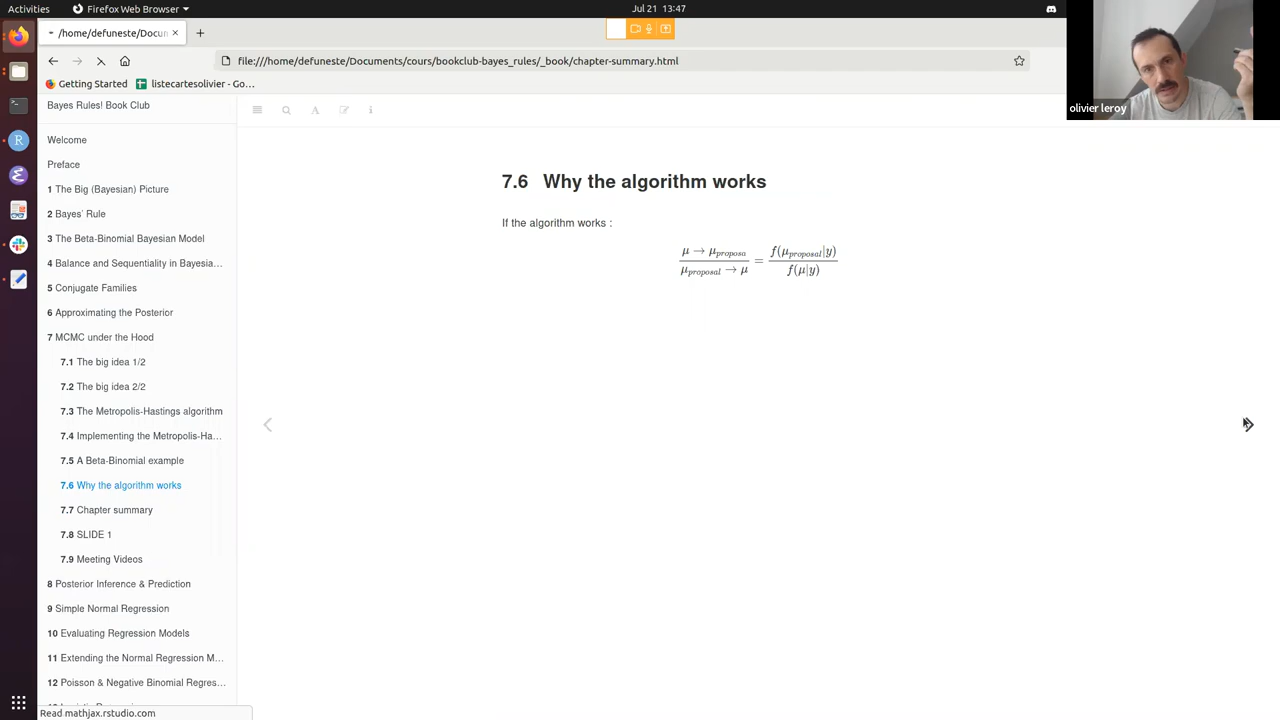 Activities
Firefox Web Browser
Jul 21 13:47
/home/defuneste/Docun
file:///home/defuneste/Documents/cours/bookclub-bayes_rules/_book/chapter-summary.html
Getting Started
listecartesolivier - Go…
olivier leroy
Bayes Rules! Book Club
Welcome
Preface
1 The Big (Bayesian) Picture
2 Bayes' Rule
3 The Beta-Binomial Bayesian Model
4 Balance and Sequentiality in Bayesia…
5 Conjugate Families
6 Approximating the Posterior
7 MCMC under the Hood
7.1 The big idea 1/2
7.2 The big idea 2/2
7.3 The Metropolis-Hastings algorithm
7.4 Implementing the Metropolis-Ha…
7.5 A Beta-Binomial example
7.6 Why the algorithm works
7.7 Chapter summary
7.8 SLIDE 1
7.9 Meeting Videos
8 Posterior Inference & Prediction
9 Simple Normal Regression
10 Evaluating Regression Models
11 Extending the Normal Regression M…
12 Poisson & Negative Binomial Regres…
Read mathjax.rstudio.com
7.6 Why the algorithm works
If the algorithm works :
μ → μ_proposa / μ_proposal → μ = f(μ_proposal|y) / f(μ|y)